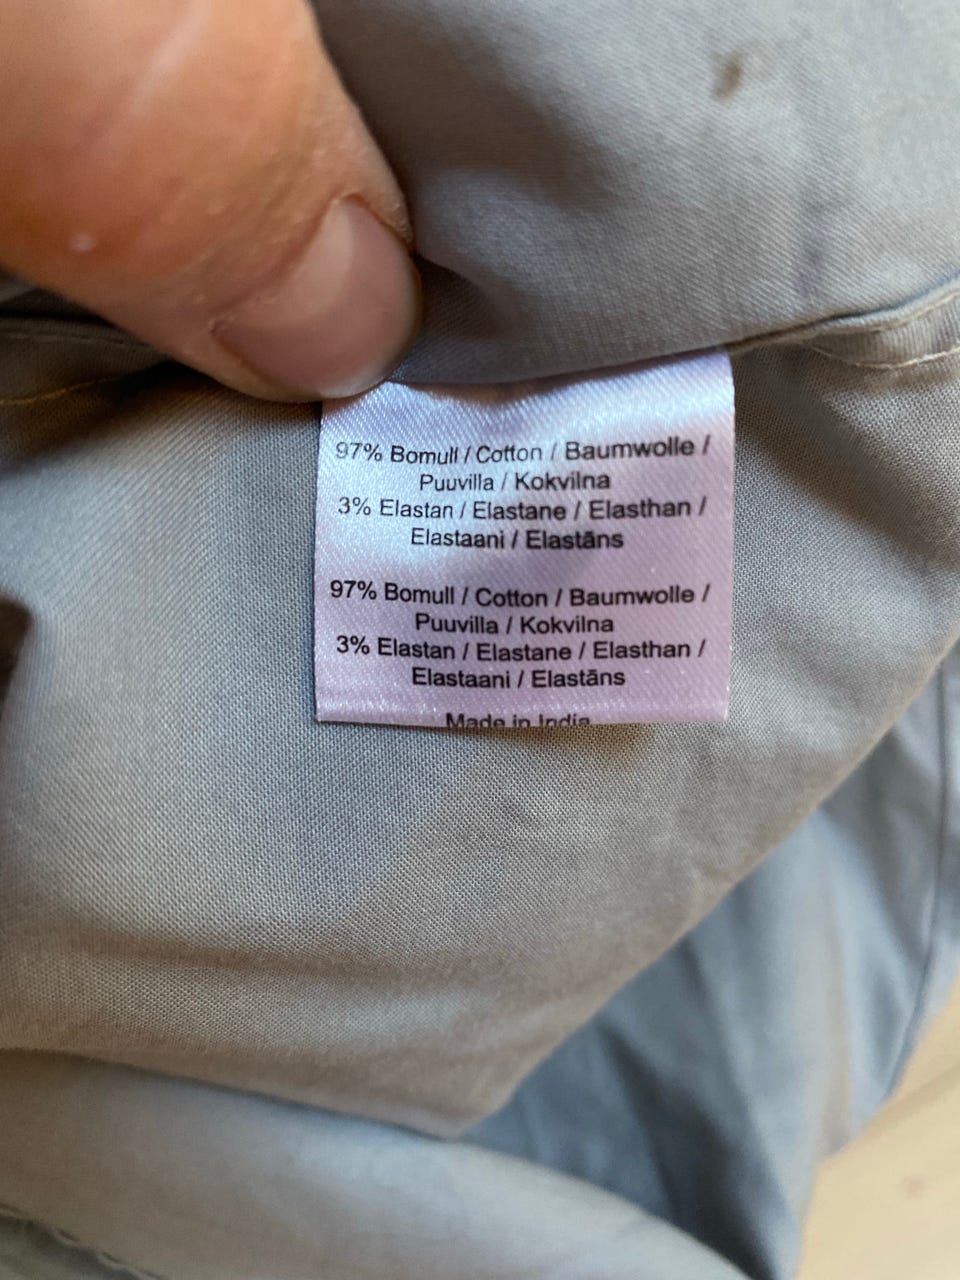 97% Bomull / Cotton / Baumwolle /
Puuvilla / Kokvilna
3% Elastan / Elastane / Elasthan /
Elastaani / Elastāns
97% Bomull / Cotton / Baumwolle /
Puuvilla / Kokvilna
3% Elastan / Elastane / Elasthan /
Elastaani / Elastāns
Made in India